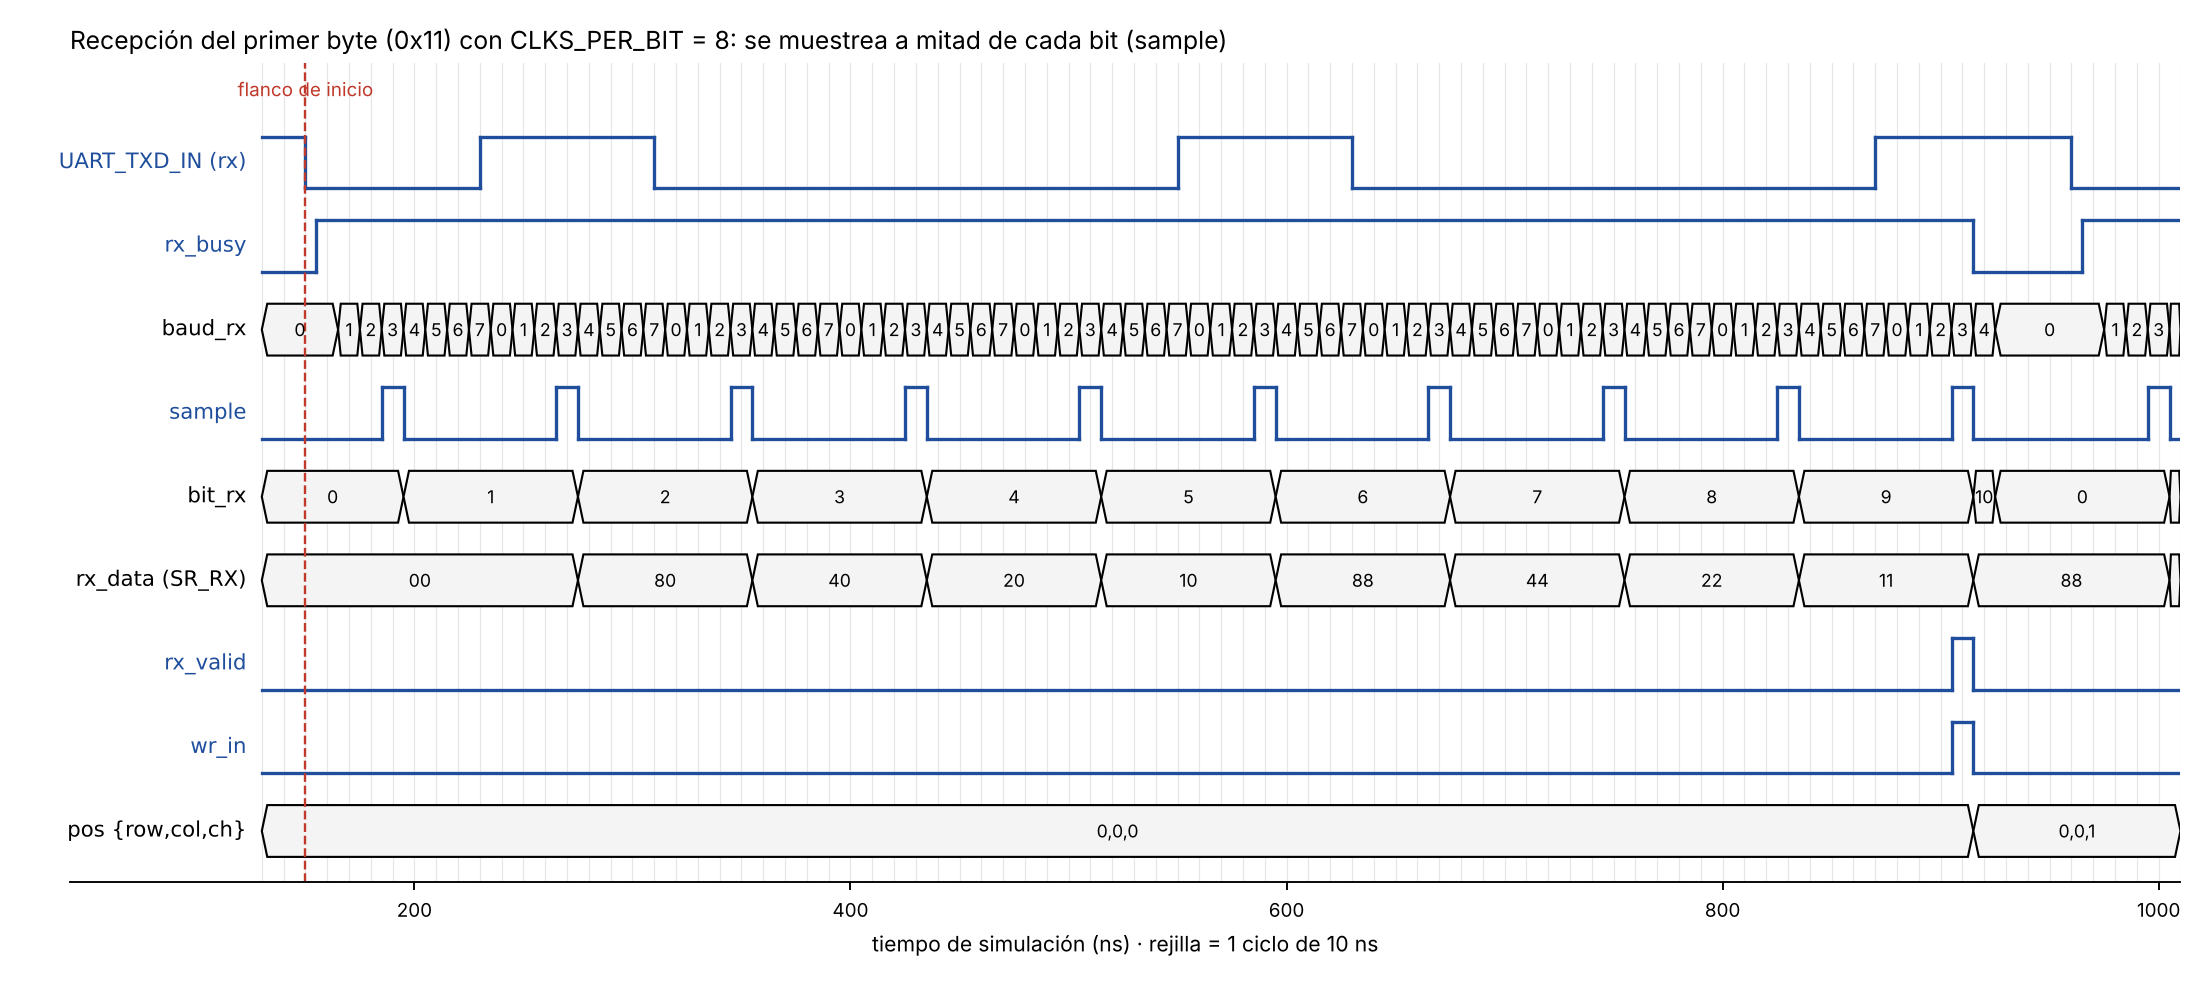 Recepción del primer byte (0x11) con CLKS_PER_BIT = 8: se muestrea a mitad de cada bit (sample)
flanco de inicio
UART_TXD_IN (rx)
rx_busy
baud_rx 0 1 2 3 4 5 6 7 0 1 2 3 4 5 6 7 0 1 2 3 4 5 6 7 0 1 2 3 4 5 6 7 0 1 2 3 4 5 6 7 0 1 2 3 4 5 6 7 0 1 2 3 4 5 6 7 0 1 2 3 4 5 6 7 0 1 2 3 4 5 6 7 0 1 2 3 4 0 1 2 3
sample
bit_rx 0 1 2 3 4 5 6 7 8 9 10 0
rx_data (SR_RX) 00 80 40 20 10 88 44 22 11 88
rx_valid
wr_in
pos {row,col,ch} 0,0,0 0,0,1
200 400 600 800 1000
tiempo de simulación (ns) · rejilla = 1 ciclo de 10 ns